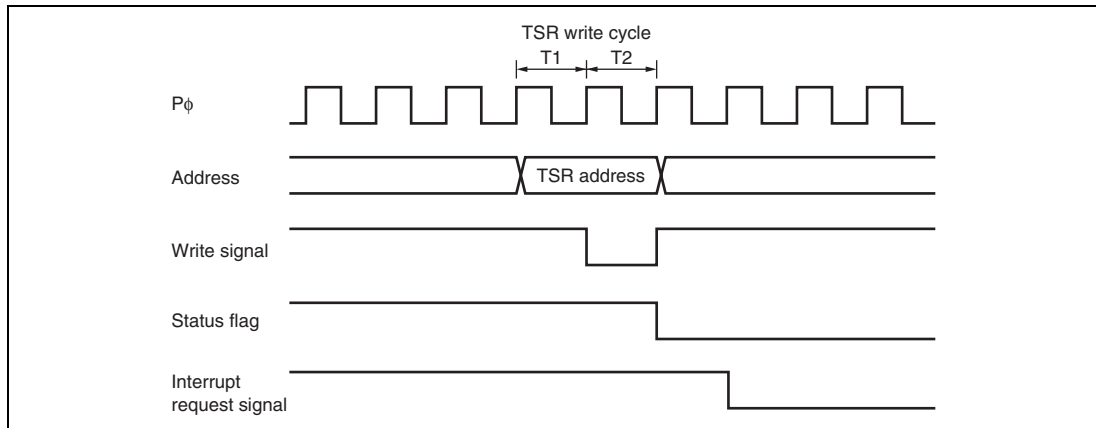 TSR write cycle
T1 T2
Pϕ
Address
TSR address
Write signal
Status flag
Interrupt
request signal